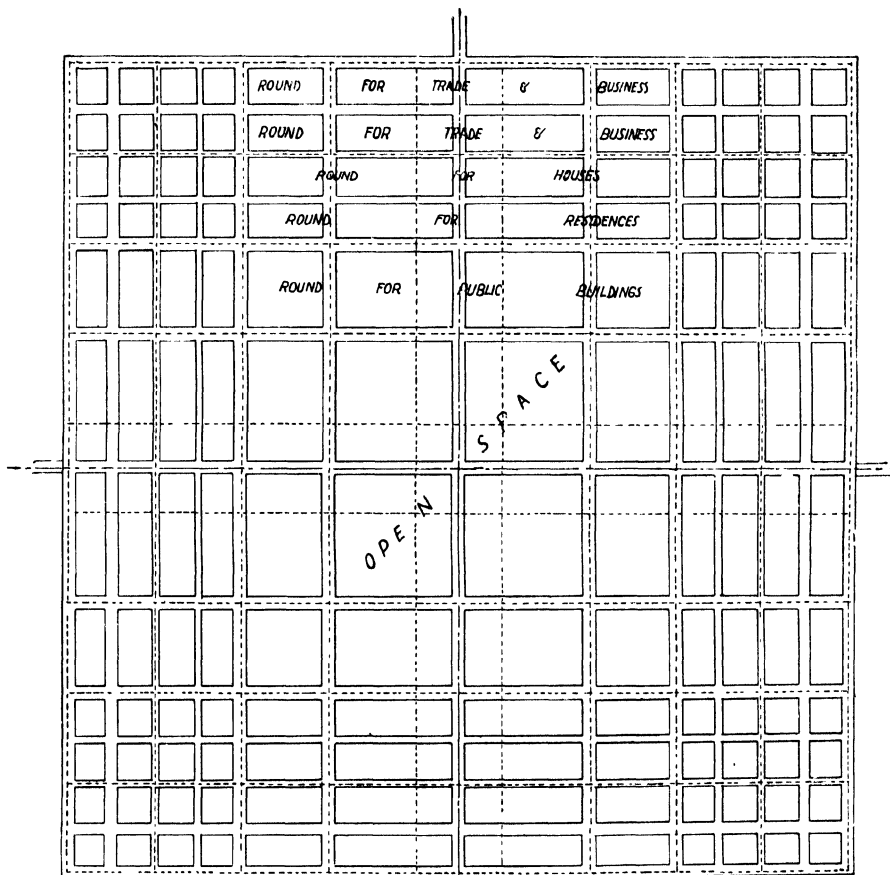 ROUND FOR TRADE & BUSINESS
ROUND FOR TRADE & BUSINESS
ROUND FOR HOUSES
ROUND FOR RESIDENCES
ROUND FOR PUBLIC BUILDINGS
OPEN SPACE